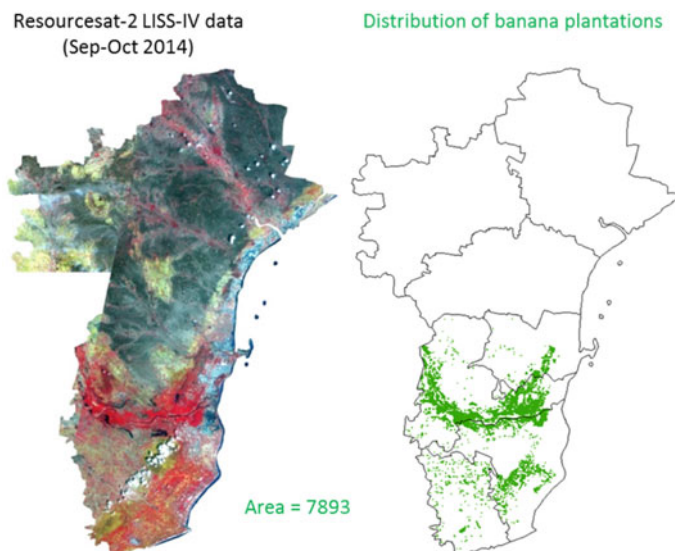 Resourcesat-2 LISS-IV data
(Sep-Oct 2014)
Distribution of banana plantations
Area = 7893